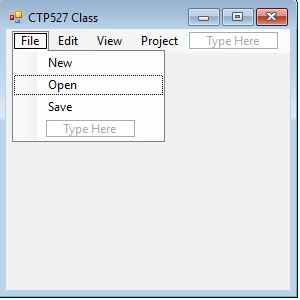 CTP527 Class
File Edit View Project Type Here
New
Open
Save
Type Here